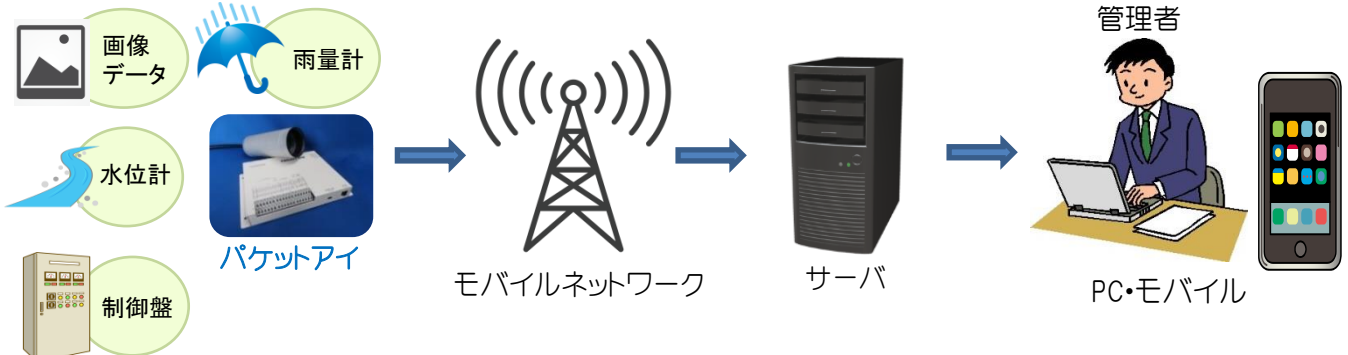 画像
データ
雨量計
水位計
制御盤
パケットアイ
モバイルネットワーク
サーバ
管理者
PC・モバイル